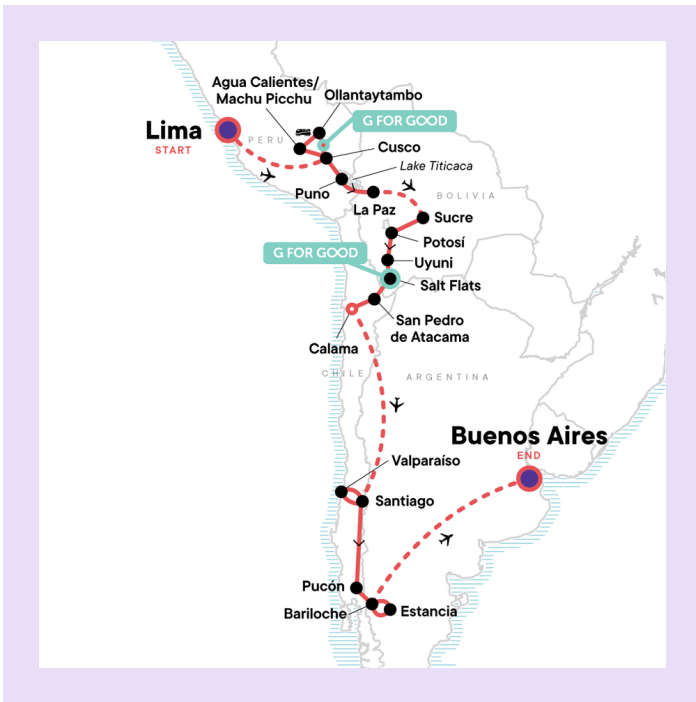 Agua Calientes/
Machu Picchu
Ollantaytambo
G FOR GOOD
Lima
START
PERU
Cusco
Lake Titicaca
Puno
La Paz
BOLIVIA
Sucre
Potosí
G FOR GOOD
Uyuni
Salt Flats
San Pedro
de Atacama
Calama
CHILE
ARGENTINA
Buenos Aires
END
Valparaíso
Santiago
Pucón
Bariloche
Estancia